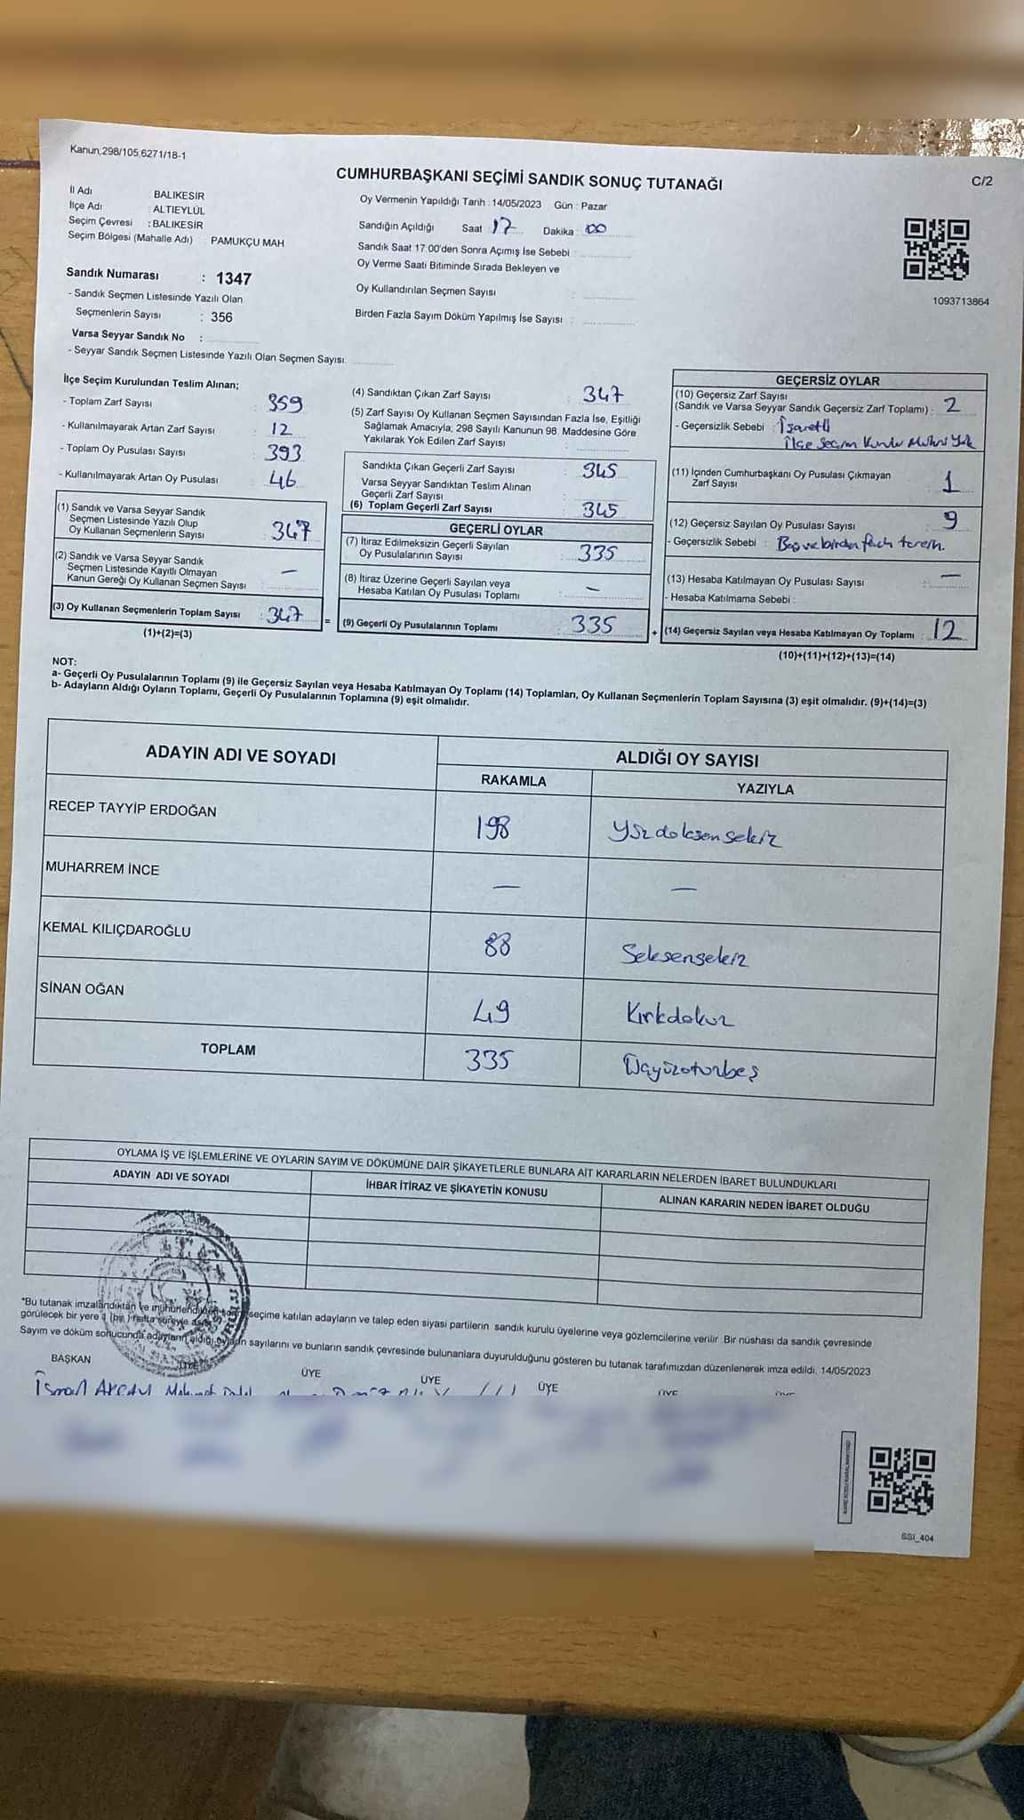 Kanun;298/105;6271/18-1
C/2
CUMHURBAŞKANI SEÇİMİ SANDIK SONUÇ TUTANAĞI
İl Adı BALIKESİR
İlçe Adı : ALTIEYLÜL
Seçim Çevresi : BALIKESİR
Seçim Bölgesi (Mahalle Adı) PAMUKÇU MAH
Sandık Numarası : 1347
- Sandık Seçmen Listesinde Yazılı Olan
Seçmenlerin Sayısı : 356
Varsa Seyyar Sandık No :
- Seyyar Sandık Seçmen Listesinde Yazılı Olan Seçmen Sayısı:
Oy Vermenin Yapıldığı Tarih : 14/05/2023 Gün : Pazar
Sandığın Açıldığı Saat 17 Dakika : 00
Sandık Saat 17:00'den Sonra Açımış İse Sebebi :
Oy Verme Saati Bitiminde Sırada Bekleyen ve
Oy Kullandırılan Seçmen Sayısı :
Birden Fazla Sayım Döküm Yapılmış İse Sayısı :
1093713864
İlçe Seçim Kurulundan Teslim Alınan;
- Toplam Zarf Sayısı 359
- Kullanılmayarak Artan Zarf Sayısı : 12
- Toplam Oy Pusulası Sayısı : 393
- Kullanılmayarak Artan Oy Pusulası : 46
(1) Sandık ve Varsa Seyyar Sandık
Seçmen Listesinde Yazılı Olup
Oy Kullanan Seçmenlerin Sayısı : 347
(2) Sandık ve Varsa Seyyar Sandık
Seçmen Listesinde Kayıtlı Olmayan
Kanun Gereği Oy Kullanan Seçmen Sayısı : —
(3) Oy Kullanan Seçmenlerin Toplam Sayısı : 347
(1)+(2)=(3)
(4) Sandıktan Çıkan Zarf Sayısı : 347
(5) Zarf Sayısı Oy Kullanan Seçmen Sayısından Fazla İse, Eşitliği
Sağlamak Amacıyla, 298 Sayılı Kanunun 98. Maddesine Göre
Yakılarak Yok Edilen Zarf Sayısı :
Sandıkta Çıkan Geçerli Zarf Sayısı : 345
Varsa Seyyar Sandıktan Teslim Alınan
Geçerli Zarf Sayısı :
(6) Toplam Geçerli Zarf Sayısı : 345
GEÇERLİ OYLAR
(7) İtiraz Edilmeksizin Geçerli Sayılan
Oy Pusulalarının Sayısı : 335
(8) İtiraz Üzerine Geçerli Sayılan veya
Hesaba Katılan Oy Pusulası Toplamı : —
= (9) Geçerli Oy Pusulalarının Toplamı : 335
GEÇERSİZ OYLAR
(10) Geçersiz Zarf Sayısı
(Sandık ve Varsa Seyyar Sandık Geçersiz Zarf Toplamı) : 2
- Geçersizlik Sebebi : İşaretli
ilçe seçim Kurulu Mührü Yok
(11) İçinden Cumhurbaşkanı Oy Pusulası Çıkmayan
Zarf Sayısı : 1
(12) Geçersiz Sayılan Oy Pusulası Sayısı : 9
- Geçersizlik Sebebi : Boş ve birden fazla tercih.
(13) Hesaba Katılmayan Oy Pusulası Sayısı : —
- Hesaba Katılmama Sebebi :
+ (14) Geçersiz Sayılan veya Hesaba Katılmayan Oy Toplamı : 12
(10)+(11)+(12)+(13)=(14)
NOT:
a- Geçerli Oy Pusulalarının Toplamı (9) ile Geçersiz Sayılan veya Hesaba Katılmayan Oy Toplamı (14) Toplamları, Oy Kullanan Seçmenlerin Toplam Sayısına (3) eşit olmalıdır. (9)+(14)=(3)
b- Adayların Aldığı Oyların Toplamı, Geçerli Oy Pusulalarının Toplamına (9) eşit olmalıdır.
ADAYIN ADI VE SOYADI ALDIĞI OY SAYISI
RAKAMLA YAZIYLA
RECEP TAYYİP ERDOĞAN 198 Yüzdoksensekiz
MUHARREM İNCE — —
KEMAL KILIÇDAROĞLU 88 Seksensekiz
SİNAN OĞAN 49 Kırkdokuz
TOPLAM 335 Üçyüzotuzbeş
OYLAMA İŞ VE İŞLEMLERİNE VE OYLARIN SAYIM VE DÖKÜMÜNE DAİR ŞİKAYETLERLE BUNLARA AİT KARARLARIN NELERDEN İBARET BULUNDUKLARI
ADAYIN ADI VE SOYADI İHBAR İTİRAZ VE ŞİKAYETİN KONUSU ALINAN KARARIN NEDEN İBARET OLDUĞU
*Bu tutanak imzalandıktan ve mühürlendikten seçime katılan adayların ve talep eden siyasi partilerin sandık kurulu üyelerine veya gözlemcilerine verilir. Bir nüshası da sandık çevresinde
görülecek bir yere 1 (bir) hafta süreyle asılır.
Sayım ve döküm sonucunda adayların aldığı oyların sayılarını ve bunların sandık çevresinde bulunanlara duyurulduğunu gösteren bu tutanak tarafımızdan düzenlenerek imza edildi. 14/05/2023
BAŞKAN ÜYE ÜYE ÜYE ÜYE ÜYE ÜYE
SSI_404